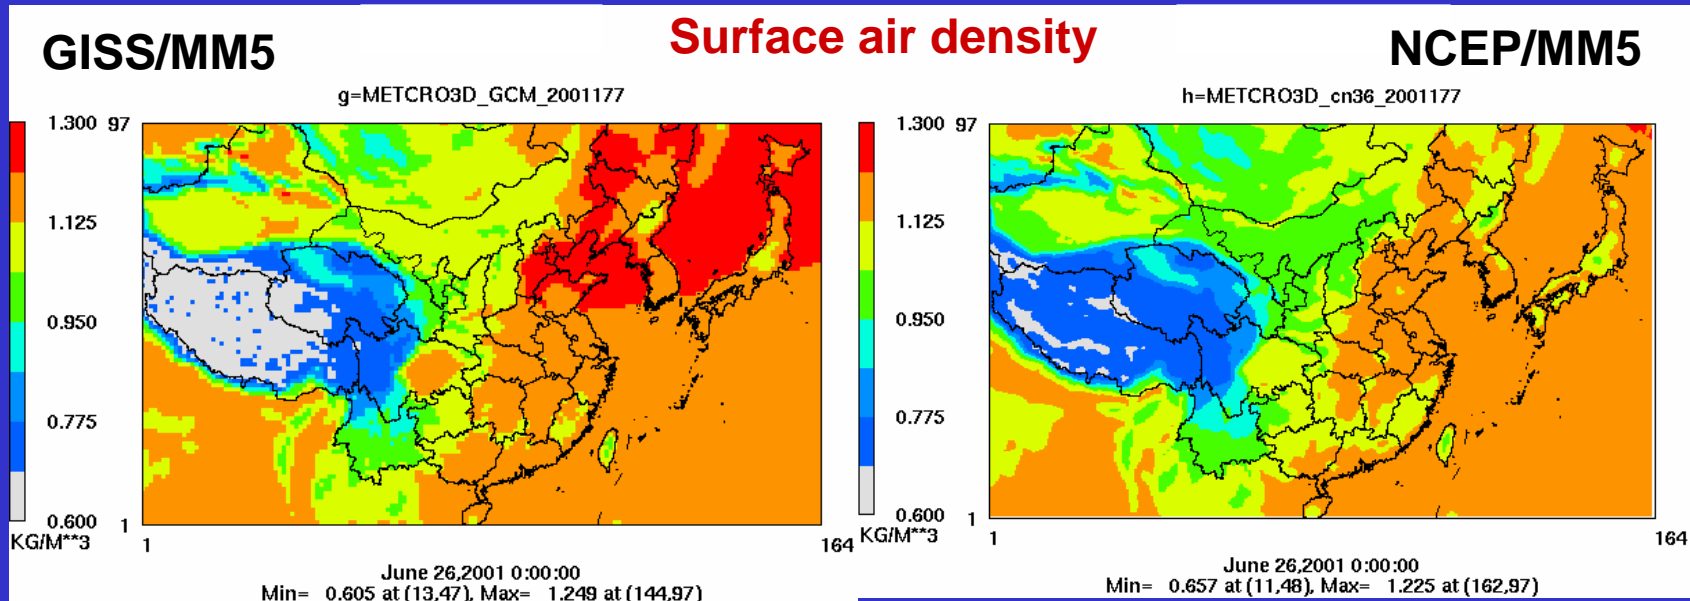 GISS/MM5
Surface air density
NCEP/MM5
g=METCRO3D_GCM_2001177
1.300
1.125
0.950
0.775
0.600
KG/M**3
97
1
1
164
June 26,2001 0:00:00
Min= 0.605 at (13,47), Max= 1.249 at (144,97)
h=METCRO3D_cn36_2001177
1.300
1.125
0.950
0.775
0.600
KG/M**3
97
1
1
164
June 26,2001 0:00:00
Min= 0.657 at (11,48), Max= 1.225 at (162,97)